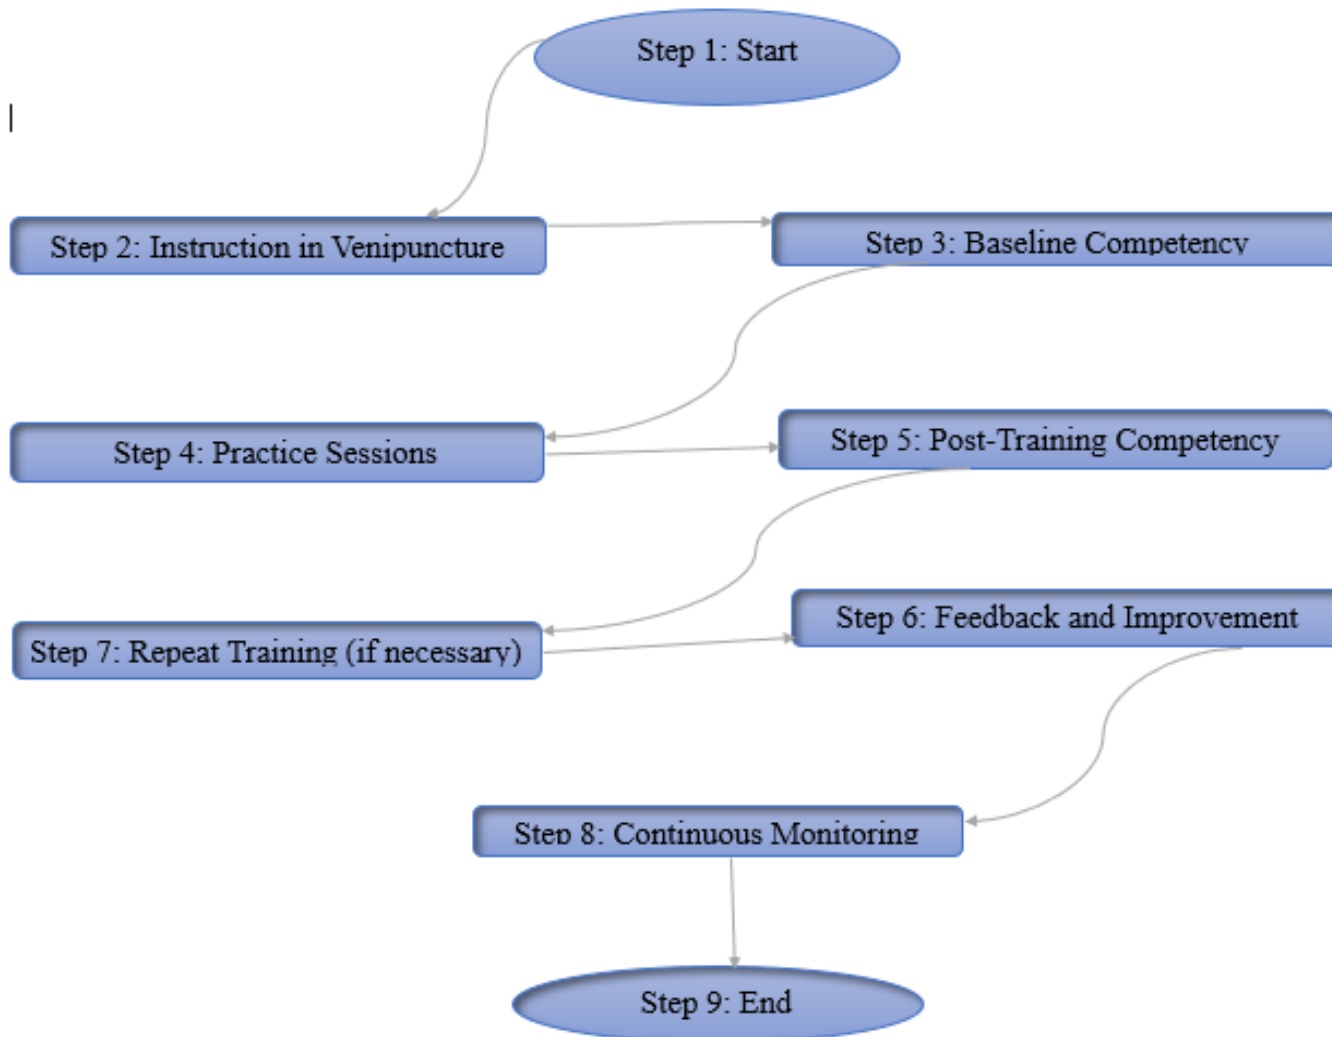 Step 1: Start
Step 2: Instruction in Venipuncture
Step 3: Baseline Competency
Step 4: Practice Sessions
Step 5: Post-Training Competency
Step 7: Repeat Training (if necessary)
Step 6: Feedback and Improvement
Step 8: Continuous Monitoring
Step 9: End